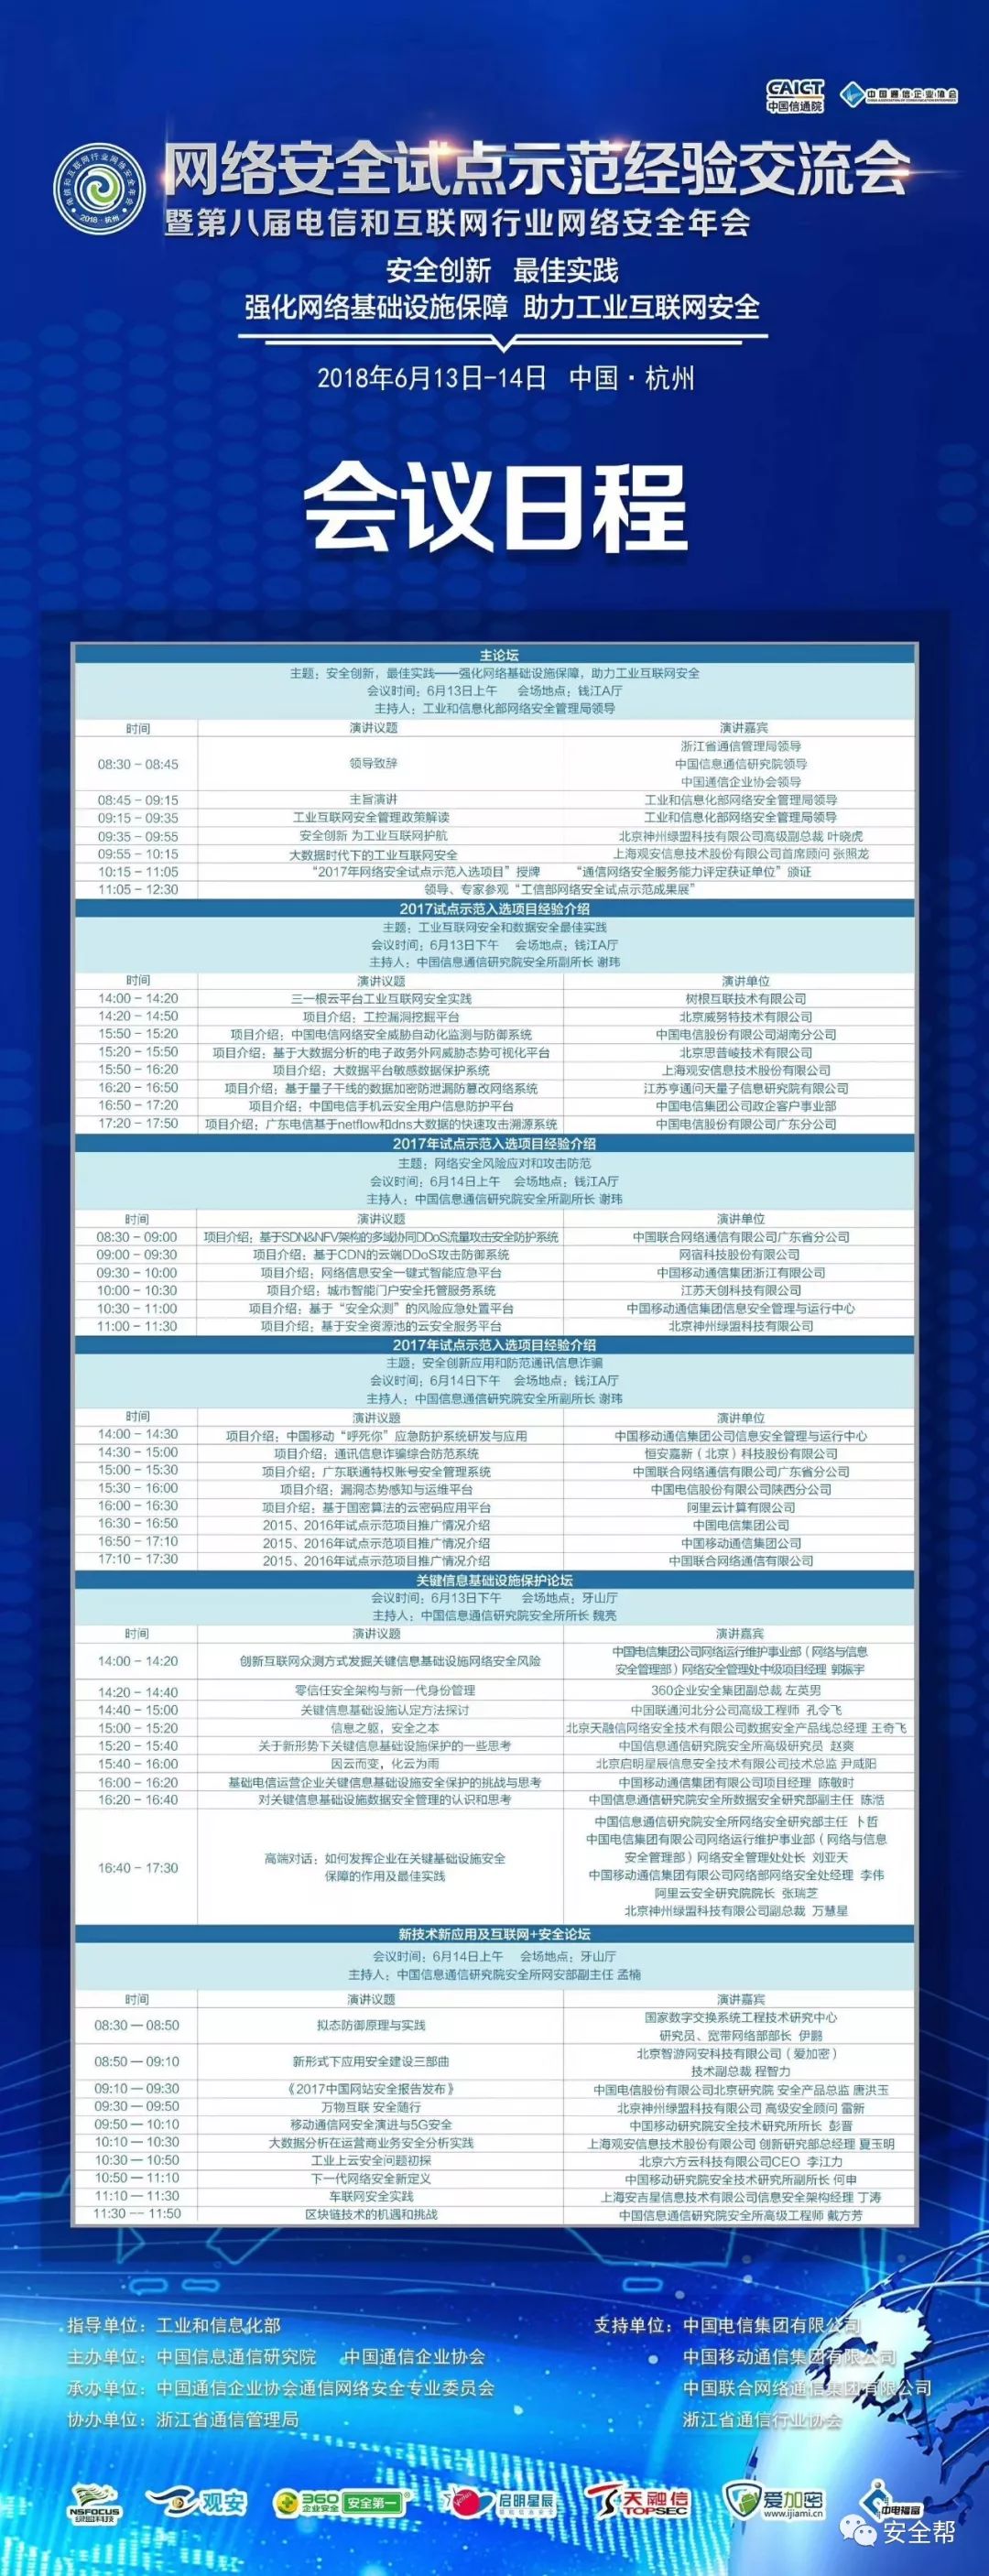 CAICT
中国信通院
中国通信企业协会
网络安全试点示范经验交流会
暨第八届电信和互联网行业网络安全年会
安全创新 最佳实践
强化网络基础设施保障 助力工业互联网安全
2018年6月13日-14日 中国·杭州
会议日程
主论坛
主题：安全创新，最佳实践——强化网络基础设施保障，助力工业互联网安全
会议时间：6月13日上午 会场地点：钱江A厅
主持人：工业和信息化部网络安全管理局领导
时间 演讲议题 演讲嘉宾
08:30 - 08:45 领导致辞 浙江省通信管理局领导
中国信息通信研究院领导
中国通信企业协会领导
08:45 - 09:15 主旨演讲 工业和信息化部网络安全管理局领导
09:15 - 09:35 工业互联网安全管理政策解读 工业和信息化部网络安全管理局领导
09:35 - 09:55 安全创新 为工业互联网护航 北京神州绿盟科技有限公司高级副总裁 叶晓虎
09:55 - 10:15 大数据时代下的工业互联网安全 上海观安信息技术股份有限公司首席顾问 张照龙
10:15 - 11:05 “2017年网络安全试点示范入选项目”授牌 “通信网络安全服务能力评定获证单位”颁证
11:05 - 12:30 领导、专家参观“工信部网络安全试点示范成果展”
2017试点示范入选项目经验介绍
主题：工业互联网安全和数据安全最佳实践
会议时间：6月13日下午 会场地点：钱江A厅
主持人：中国信息通信研究院安全所副所长 谢玮
时间 演讲议题 演讲单位
14:00 - 14:20 三一根云平台工业互联网安全实践 树根互联技术有限公司
14:20 - 14:50 项目介绍：工控漏洞挖掘平台 北京威努特技术有限公司
15:50 - 15:20 项目介绍：中国电信网络安全威胁自动化监测与防御系统 中国电信股份有限公司湖南分公司
15:20 - 15:50 项目介绍：基于大数据分析的电子政务外网威胁态势可视化平台 北京思普崚技术有限公司
15:50 - 16:20 项目介绍：大数据平台敏感数据保护系统 上海观安信息技术股份有限公司
16:20 - 16:50 项目介绍：基于量子干线的数据加密防泄漏防篡改网络系统 江苏亨通问天量子信息研究院有限公司
16:50 - 17:20 项目介绍：中国电信手机云安全用户信息防护平台 中国电信集团公司政企客户事业部
17:20 - 17:50 项目介绍：广东电信基于netflow和dns大数据的快速攻击溯源系统 中国电信股份有限公司广东分公司
2017年试点示范入选项目经验介绍
主题：网络安全风险应对和攻击防范
会议时间：6月14日上午 会场地点：钱江A厅
主持人：中国信息通信研究院安全所副所长 谢玮
时间 演讲议题 演讲单位
08:30 - 09:00 项目介绍：基于SDN&NFV架构的多域协同DDoS流量攻击安全防护系统 中国联合网络通信有限公司广东省分公司
09:00 - 09:30 项目介绍：基于CDN的云端DDoS攻击防御系统 网宿科技股份有限公司
09:30 - 10:00 项目介绍：网络信息安全一键式智能应急平台 中国移动通信集团浙江有限公司
10:00 - 10:30 项目介绍：城市智能门户安全托管服务系统 江苏天创科技有限公司
10:30 - 11:00 项目介绍：基于“安全众测”的风险应急处置平台 中国移动通信集团信息安全管理与运行中心
11:00 - 11:30 项目介绍：基于安全资源池的云安全服务平台 北京神州绿盟科技有限公司
2017年试点示范入选项目经验介绍
主题：安全创新应用和防范通讯信息诈骗
会议时间：6月14日下午 会场地点：钱江A厅
主持人：中国信息通信研究院安全所副所长 谢玮
时间 演讲议题 演讲单位
14:00 - 14:30 项目介绍：中国移动“呼死你”应急防护系统研发与应用 中国移动通信集团公司信息安全管理与运行中心
14:30 - 15:00 项目介绍：通讯信息诈骗综合防范系统 恒安嘉新（北京）科技股份有限公司
15:00 - 15:30 项目介绍：广东联通特权账号安全管理系统 中国联合网络通信有限公司广东省分公司
15:30 - 16:00 项目介绍：漏洞态势感知与运维平台 中国电信股份有限公司陕西分公司
16:00 - 16:30 项目介绍：基于国密算法的云密码应用平台 阿里云计算有限公司
16:30 - 16:50 2015、2016年试点示范项目推广情况介绍 中国电信集团公司
16:50 - 17:10 2015、2016年试点示范项目推广情况介绍 中国移动通信集团公司
17:10 - 17:30 2015、2016年试点示范项目推广情况介绍 中国联合网络通信有限公司
关键信息基础设施保护论坛
会议时间：6月13日下午 会场地点：牙山厅
主持人：中国信息通信研究院安全所所长 魏亮
时间 演讲议题 演讲嘉宾
14:00 - 14:20 创新互联网众测方式发掘关键信息基础设施网络安全风险 中国电信集团公司网络运行维护事业部（网络与信息
安全管理部）网络安全管理处中级项目经理 郭振宇
14:20 - 14:40 零信任安全架构与新一代身份管理 360企业安全集团副总裁 左英男
14:40 - 15:00 关键信息基础设施认定方法探讨 中国联通河北分公司高级工程师 孔令飞
15:00 - 15:20 信息之躯，安全之本 北京天融信网络安全技术有限公司数据安全产品线总经理 王奇飞
15:20 - 15:40 关于新形势下关键信息基础设施保护的一些思考 中国信息通信研究院安全所高级研究员 赵爽
15:40 - 16:00 因云而变，化云为雨 北京启明星辰信息安全技术有限公司技术总监 尹咸阳
16:00 - 16:20 基础电信运营企业关键信息基础设施安全保护的挑战与思考 中国移动通信集团有限公司项目经理 陈敏时
16:20 - 16:40 对关键信息基础设施数据安全管理的认识和思考 中国信息通信研究院安全所数据安全研究部副主任 陈湉
16:40 - 17:30 高端对话：如何发挥企业在关键基础设施安全
保障的作用及最佳实践
中国信息通信研究院安全所网络安全研究部主任 卜哲
中国电信集团有限公司网络运行维护事业部（网络与信息
安全管理部）网络安全管理处处长 刘亚天
中国移动通信集团有限公司网络部网络安全处经理 李伟
阿里云安全研究院院长 张瑞芝
北京神州绿盟科技有限公司副总裁 万慧星
新技术新应用及互联网+安全论坛
会议时间：6月14日上午 会场地点：牙山厅
主持人：中国信息通信研究院安全所网安部副主任 孟楠
时间 演讲议题 演讲嘉宾
08:30 — 08:50 拟态防御原理与实践 国家数字交换系统工程技术研究中心
研究员、宽带网络部部长 伊鹏
08:50 — 09:10 新形式下应用安全建设三部曲 北京智游网安科技有限公司（爱加密）
技术副总裁 程智力
09:10 — 09:30 《2017中国网站安全报告发布》 中国电信股份有限公司北京研究院 安全产品总监 唐洪玉
09:30 — 09:50 万物互联 安全随行 北京神州绿盟科技有限公司 高级安全顾问 雷新
09:50 — 10:10 移动通信网安全演进与5G安全 中国移动研究院安全技术研究所所长 彭晋
10:10 — 10:30 大数据分析在运营商业务安全分析实践 上海观安信息技术股份有限公司 创新研究部总经理 夏玉明
10:30 — 10:50 工业上云安全问题初探 北京六方云科技有限公司CEO 李江力
10:50 — 11:10 下一代网络安全新定义 中国移动研究院安全技术研究所副所长 何申
11:10 — 11:30 车联网安全实践 上海安吉星信息技术有限公司信息安全架构经理 丁涛
11:30 — 11:50 区块链技术的机遇和挑战 中国信息通信研究院安全所高级工程师 戴方芳
指导单位：工业和信息化部
主办单位：中国信息通信研究院 中国通信企业协会
承办单位：中国通信企业协会通信网络安全专业委员会
协办单位：浙江省通信管理局
支持单位：中国电信集团有限公司
中国移动通信集团有限公司
中国联合网络通信集团有限公司
浙江省通信行业协会
NSFOCUS
绿盟科技
观安
360
企业安全
安全第一
启明星辰
天融信
TOPSEC
爱加密
www.ijiami.cn
中电福富
安全帮